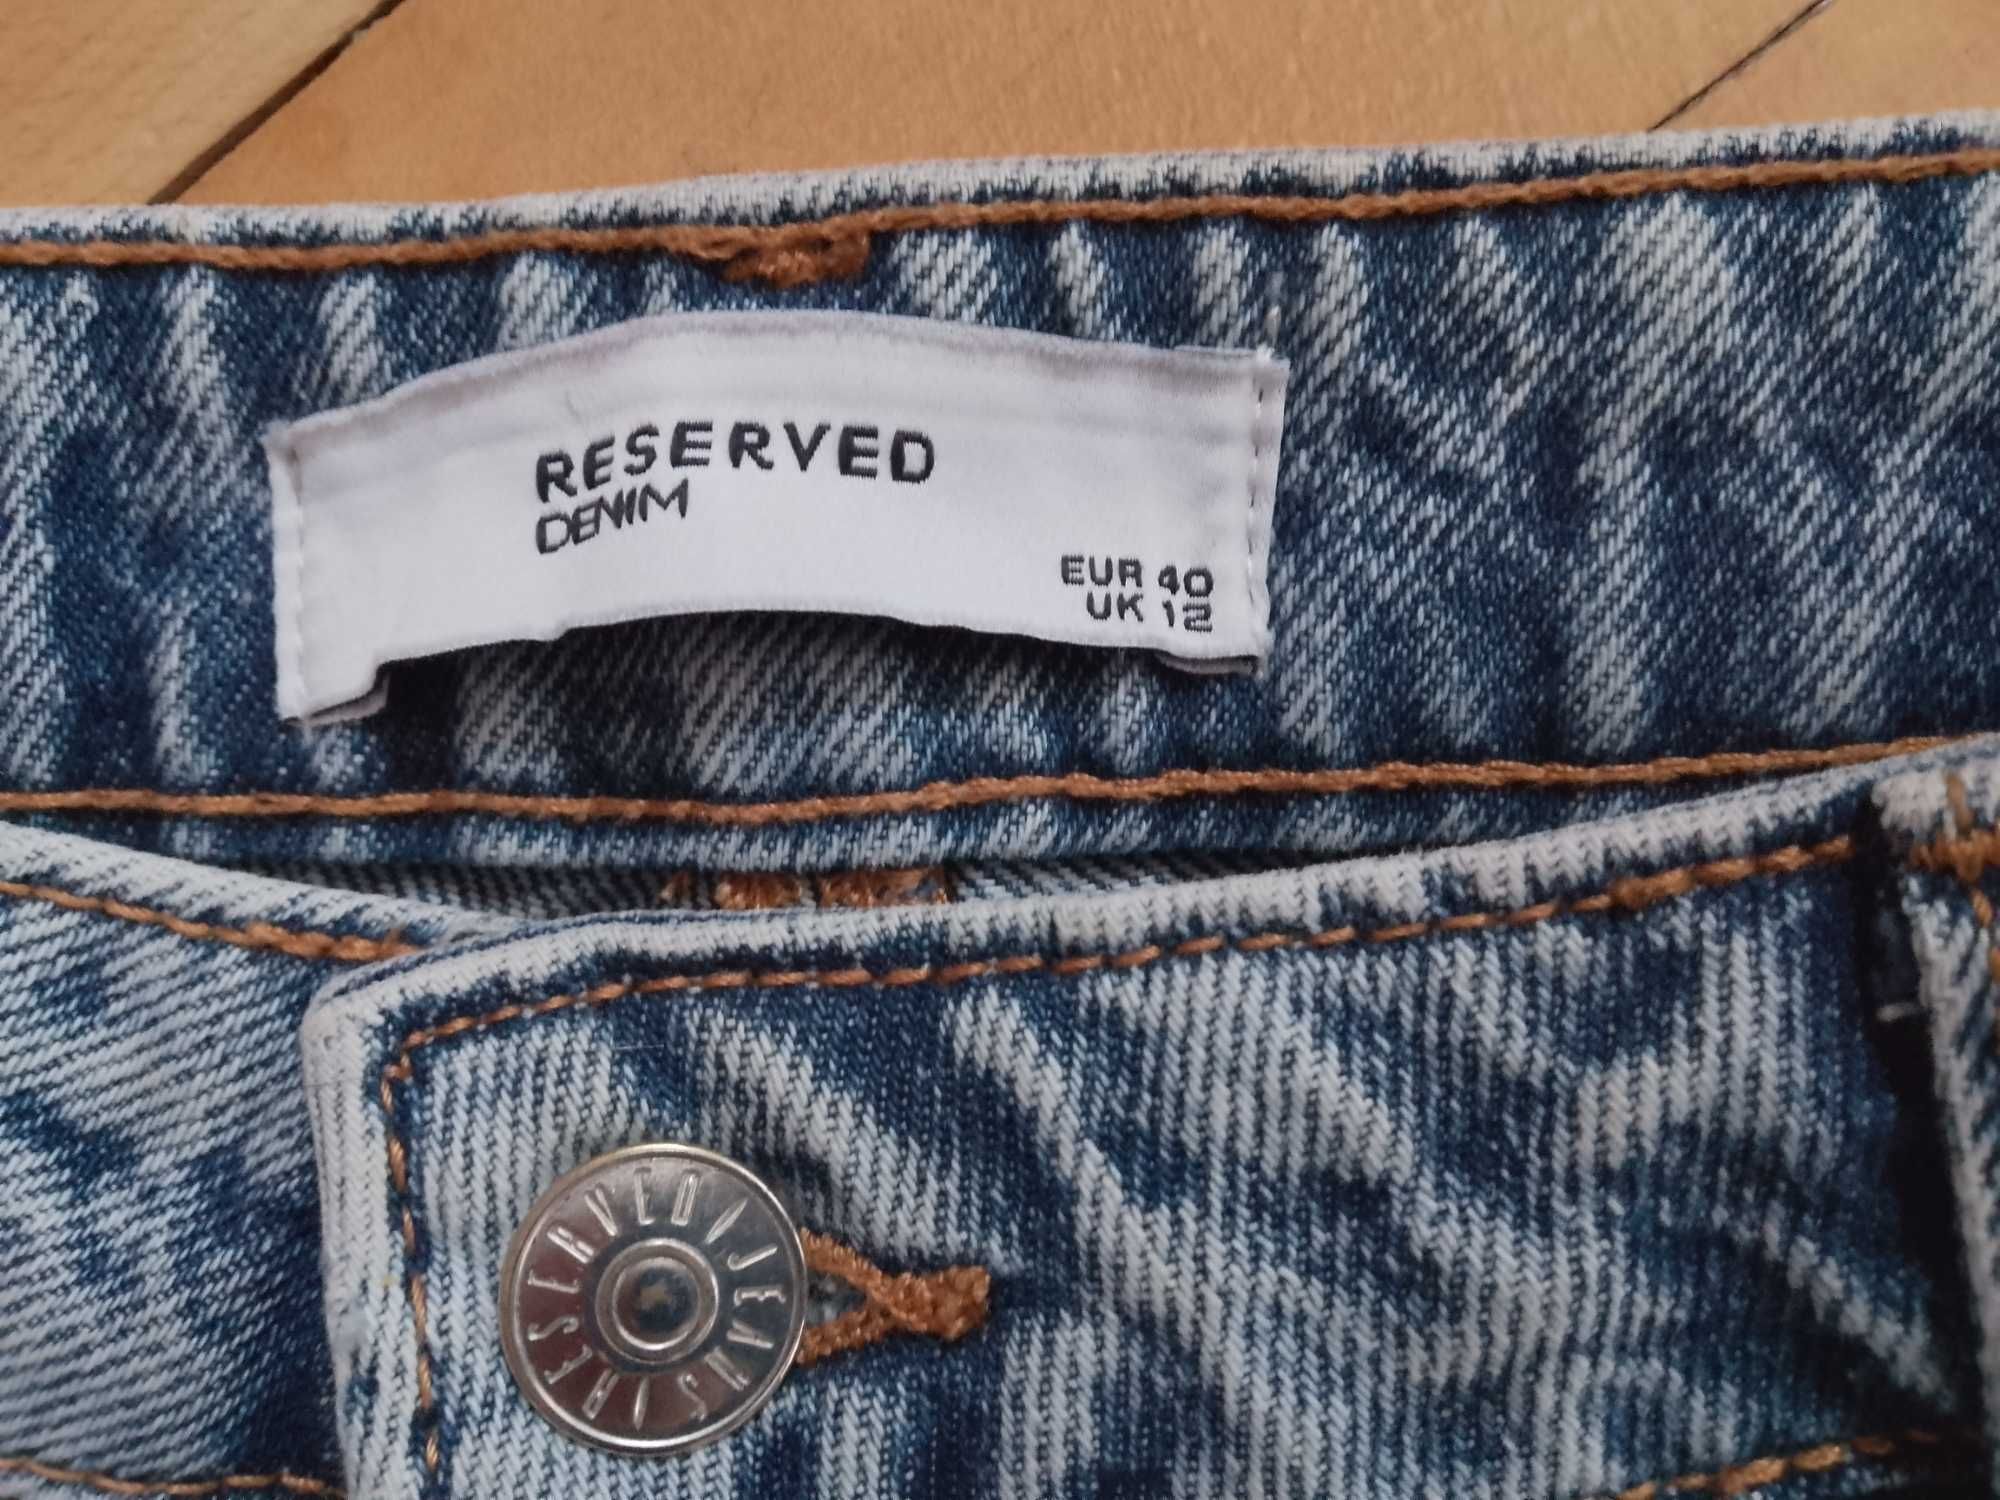 RESERVED
DENIM
EUR 40
UK 12
RESERVED / JEANS /